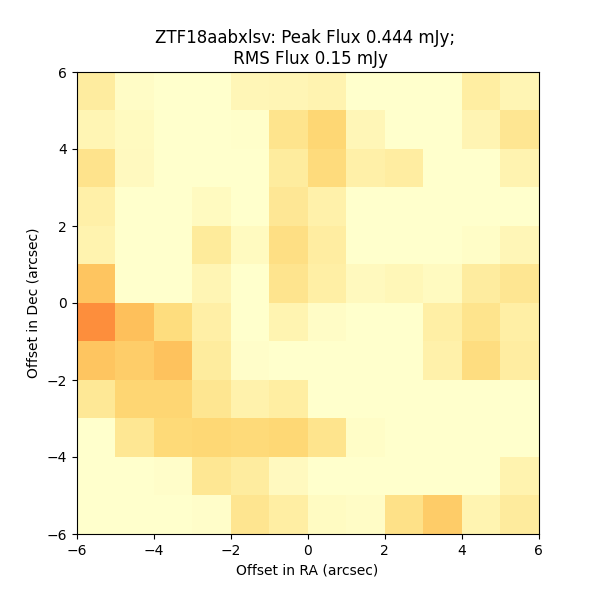 ZTF18aabxlsv: Peak Flux 0.444 mJy;
RMS Flux 0.15 mJy
6
4
2
0
−2
−4
−6
Offset in Dec (arcsec)
−6 −4 −2 0 2 4 6
Offset in RA (arcsec)